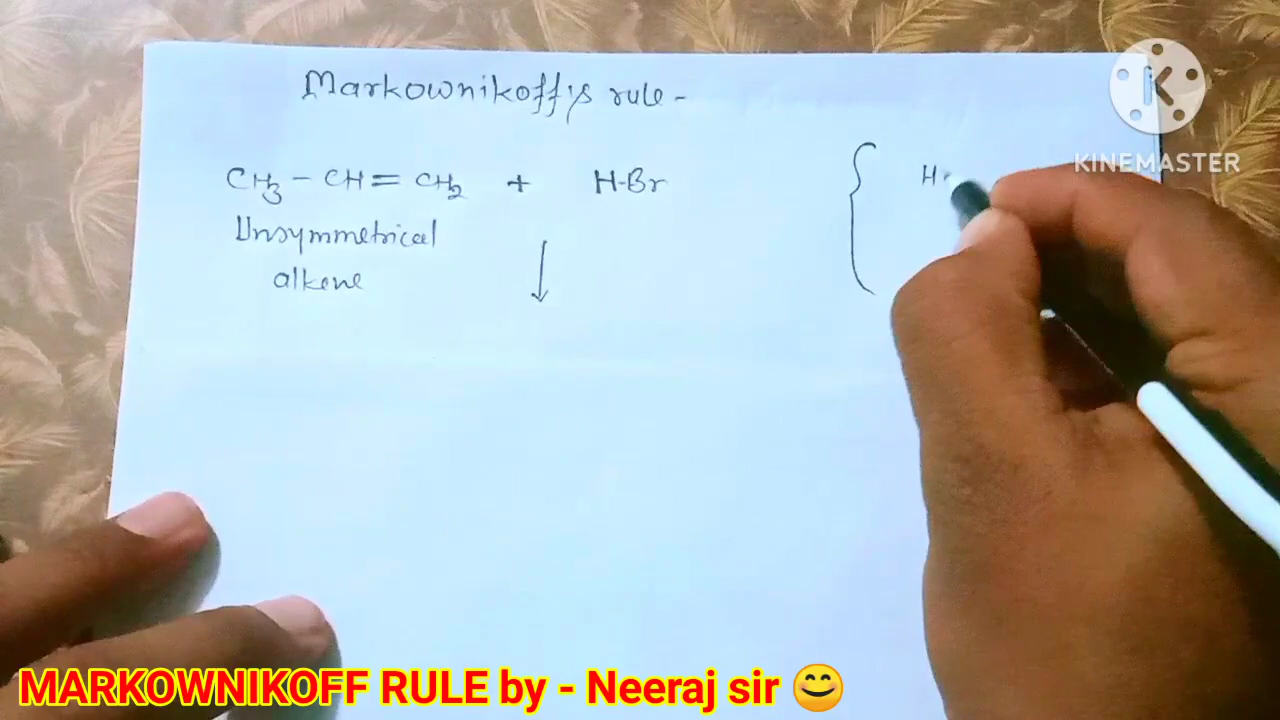 Markownikoff's rule -
KINEMASTER
CH3 - CH = CH2 + H-Br
H
Unsymmetrical
alkene
MARKOWNIKOFF RULE by - Neeraj sir 😊